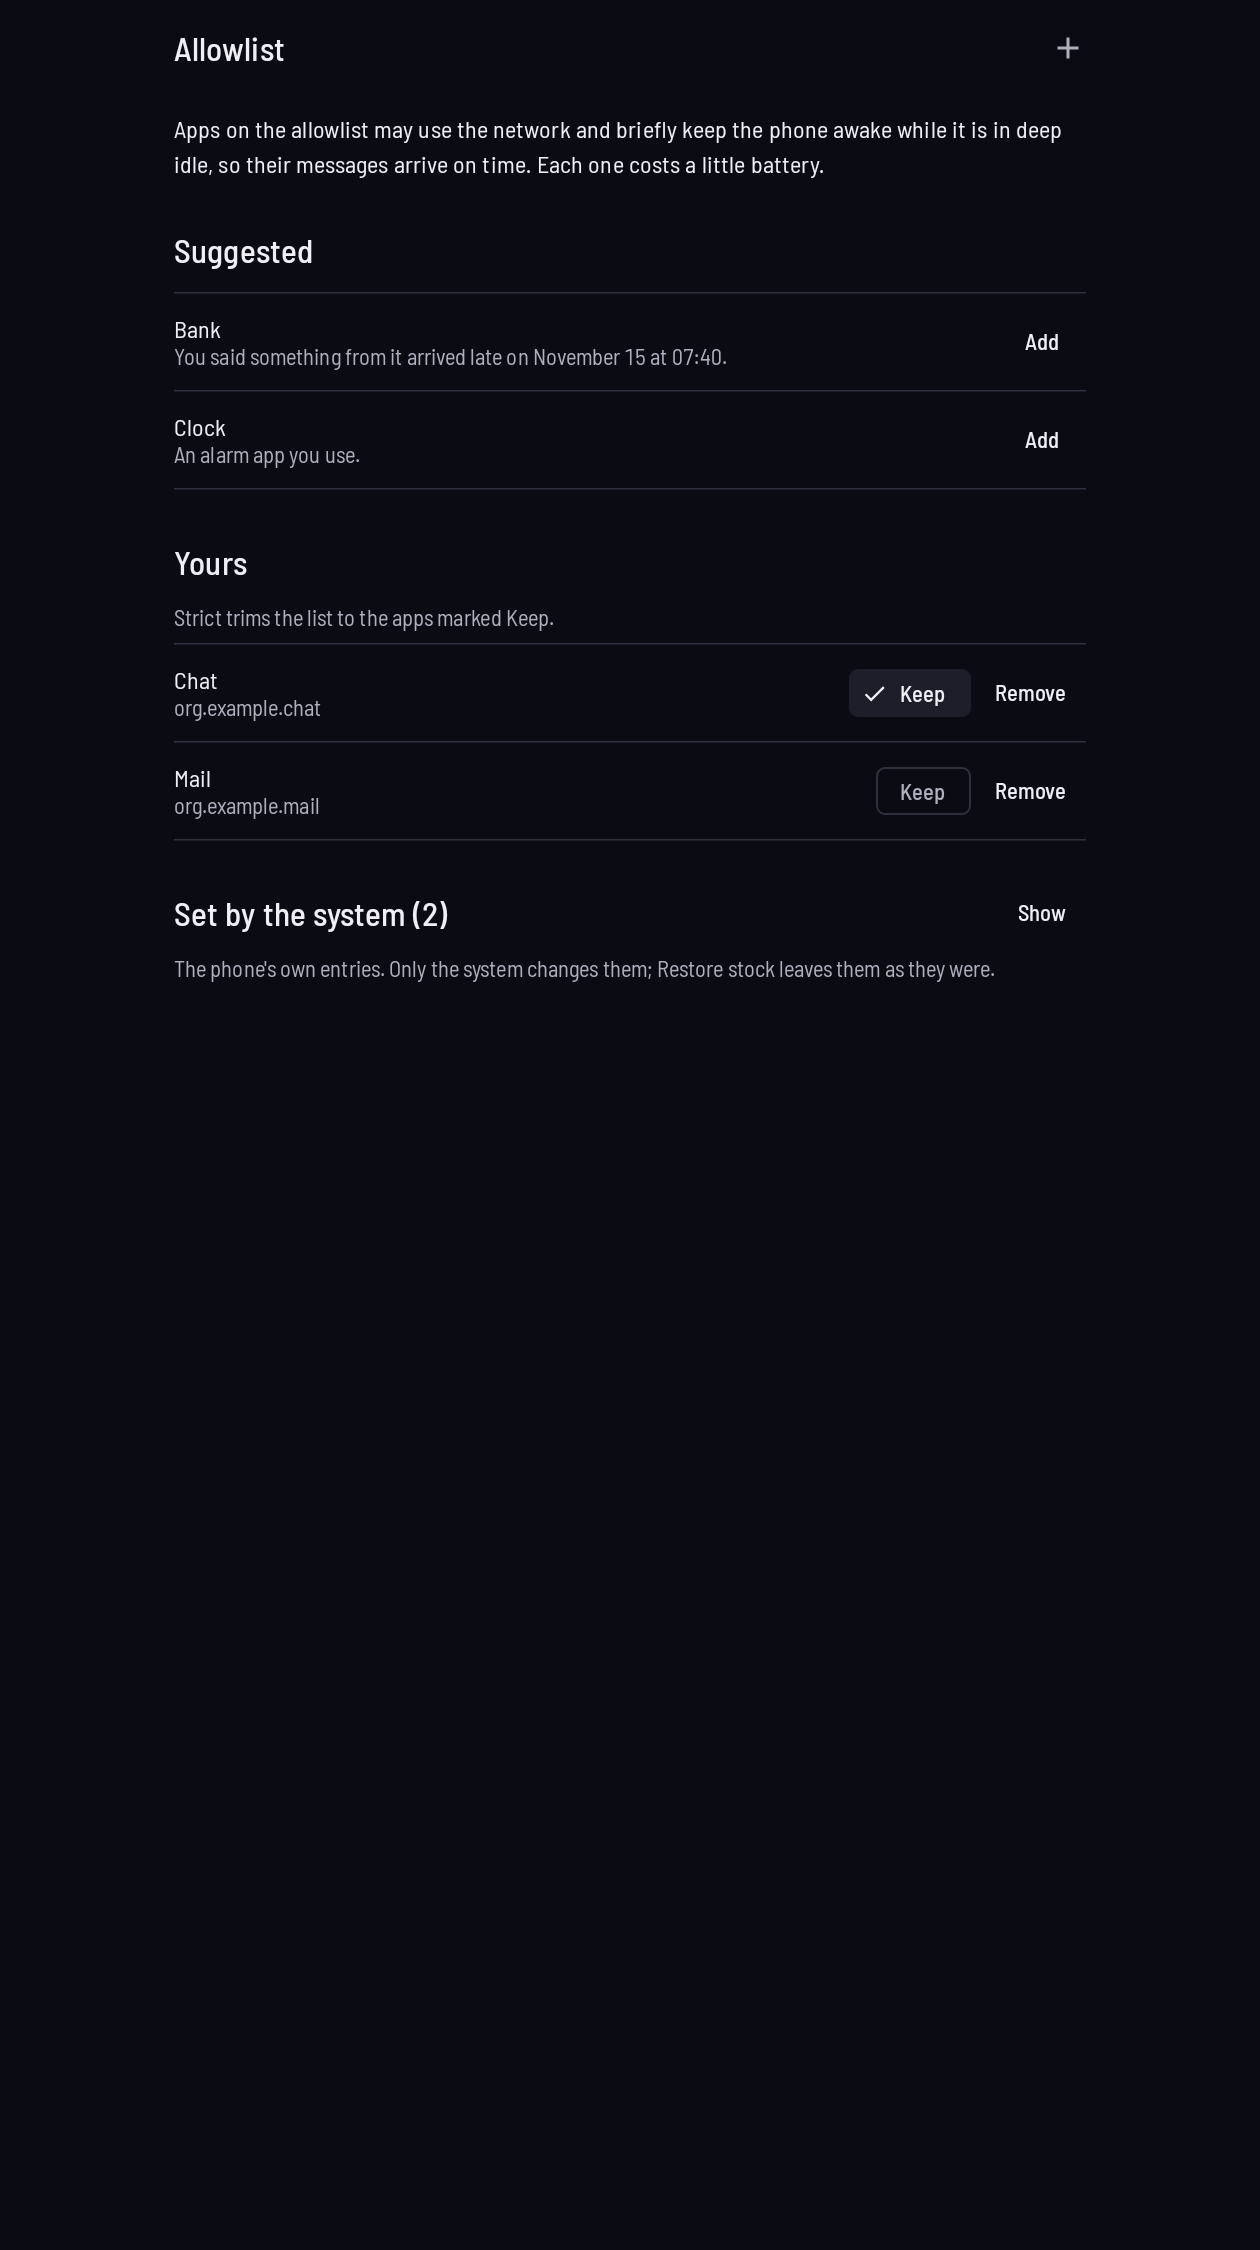 Allowlist
Apps on the allowlist may use the network and briefly keep the phone awake while it is in deep
idle, so their messages arrive on time. Each one costs a little battery.
Suggested
Bank
You said something from it arrived late on November 15 at 07:40.
Add
Clock
An alarm app you use.
Add
Yours
Strict trims the list to the apps marked Keep.
Chat
org.example.chat
Keep
Remove
Mail
org.example.mail
Keep
Remove
Set by the system (2)
Show
The phone's own entries. Only the system changes them; Restore stock leaves them as they were.